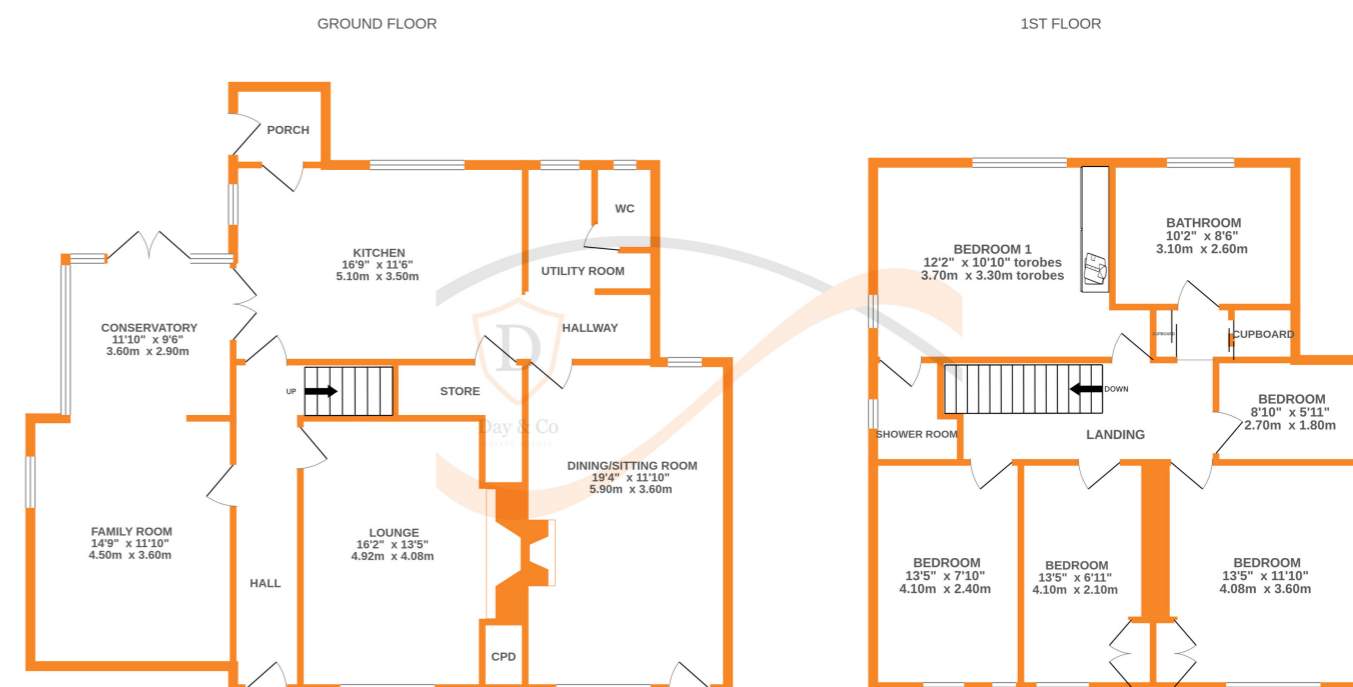 GROUND FLOOR
1ST FLOOR
PORCH
WC
KITCHEN
16'9" x 11'6"
5.10m x 3.50m
UTILITY ROOM
HALLWAY
CONSERVATORY
11'10" x 9'6"
3.60m x 2.90m
UP
STORE
D
Day & Co
DINING/SITTING ROOM
19'4" x 11'10"
5.90m x 3.60m
FAMILY ROOM
14'9" x 11'10"
4.50m x 3.60m
LOUNGE
16'2" x 13'5"
4.92m x 4.08m
HALL
CPD
BEDROOM 1
12'2" x 10'10" torobes
3.70m x 3.30m torobes
BATHROOM
10'2" x 8'6"
3.10m x 2.60m
CUPBOARD
CUPBOARD
DOWN
BEDROOM
8'10" x 5'11"
2.70m x 1.80m
SHOWER ROOM
LANDING
BEDROOM
13'5" x 7'10"
4.10m x 2.40m
BEDROOM
13'5" x 6'11"
4.10m x 2.10m
BEDROOM
13'5" x 11'10"
4.08m x 3.60m